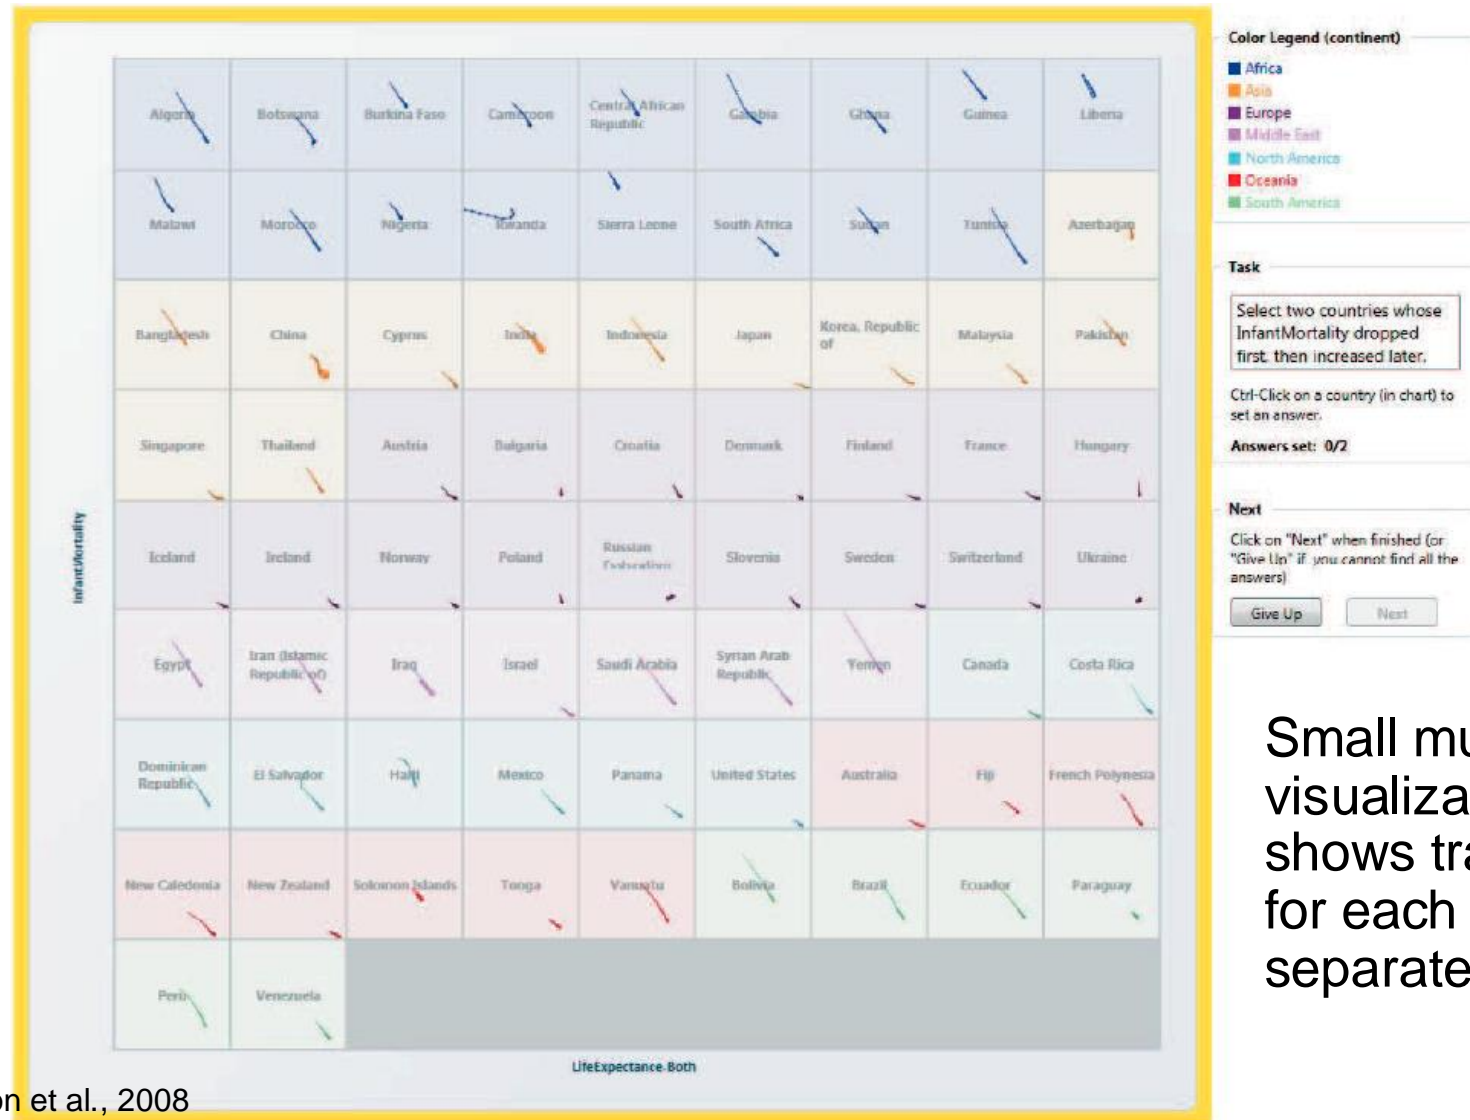 Color Legend (continent)
Africa
Asia
Europe
Middle East
North America
Oceania
South America
Task
Select two countries whose
InfantMortality dropped
first, then increased later.
Ctrl-Click on a country (in chart) to
set an answer.
Answers set: 0/2
Next
Click on "Next" when finished (or
"Give Up" if you cannot find all the
answers)
Give Up Next
Algeria Botswana Burkina Faso Cameroon Central African Gambia Ghana Guinea Liberia
Republic
Malawi Morocco Nigeria Rwanda Sierra Leone South Africa Sudan Tunisia Azerbaijan
Bangladesh China Cyprus India Indonesia Japan Korea, Republic Malaysia Pakistan
of
Singapore Thailand Austria Bulgaria Croatia Denmark Finland France Hungary
Iceland Ireland Norway Poland Russian Slovenia Sweden Switzerland Ukraine
Federation
Egypt Iran (Islamic Iraq Israel Saudi Arabia Syrian Arab Yemen Canada Costa Rica
Republic of) Republic
Dominican El Salvador Haiti Mexico Panama United States Australia Fiji French Polynesia
Republic
New Caledonia New Zealand Solomon Islands Tonga Vanuatu Bolivia Brazil Ecuador Paraguay
Peru Venezuela
InfantMortality
LifeExpectance-Both
Small mu
visualiza
shows tra
for each
separate
on et al., 2008